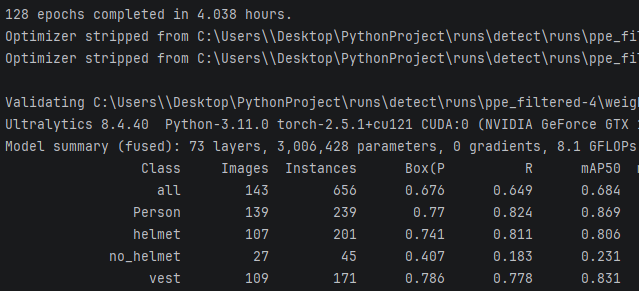 128 epochs completed in 4.038 hours.
Optimizer stripped from C:\Users\\Desktop\PythonProject\runs\detect\runs\ppe_fil
Optimizer stripped from C:\Users\\Desktop\PythonProject\runs\detect\runs\ppe_fil
Validating C:\Users\\Desktop\PythonProject\runs\detect\runs\ppe_filtered-4\weigh
Ultralytics 8.4.40 Python-3.11.0 torch-2.5.1+cu121 CUDA:0 (NVIDIA GeForce GTX
Model summary (fused): 73 layers, 3,006,428 parameters, 0 gradients, 8.1 GFLOPs
Class Images Instances Box(P R mAP50
all 143 656 0.676 0.649 0.684
Person 139 239 0.77 0.824 0.869
helmet 107 201 0.741 0.811 0.806
no_helmet 27 45 0.407 0.183 0.231
vest 109 171 0.786 0.778 0.831